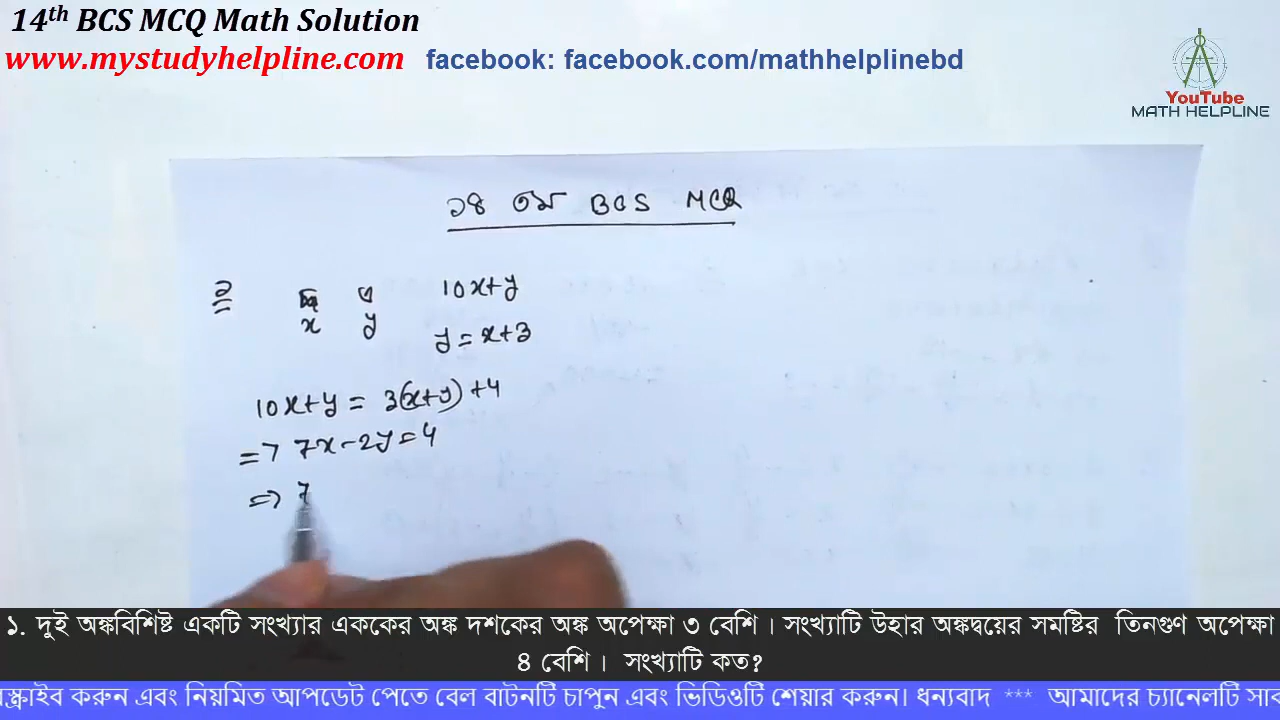 14th BCS MCQ Math Solution
www.mystudyhelpline.com facebook: facebook.com/mathhelplinebd
YouTube
MATH HELPLINE
১৪ তম BCS MCQ
10x+y
x y y = x+3
10x+y = 3(x+y) +4
=> 7x-2y=4
=> 7
১. দুই অঙ্কবিশিষ্ট একটি সংখ্যার এককের অঙ্ক দশকের অঙ্ক অপেক্ষা ৩ বেশি। সংখ্যাটি উহার অঙ্কদ্বয়ের সমষ্টির তিনগুণ অপেক্ষা
৪ বেশি। সংখ্যাটি কত?
স্ক্রাইব করুন এবং নিয়মিত আপডেট পেতে বেল বাটনটি চাপুন এবং ভিডিওটি শেয়ার করুন। ধন্যবাদ *** আমাদের চ্যানেলটি সাব